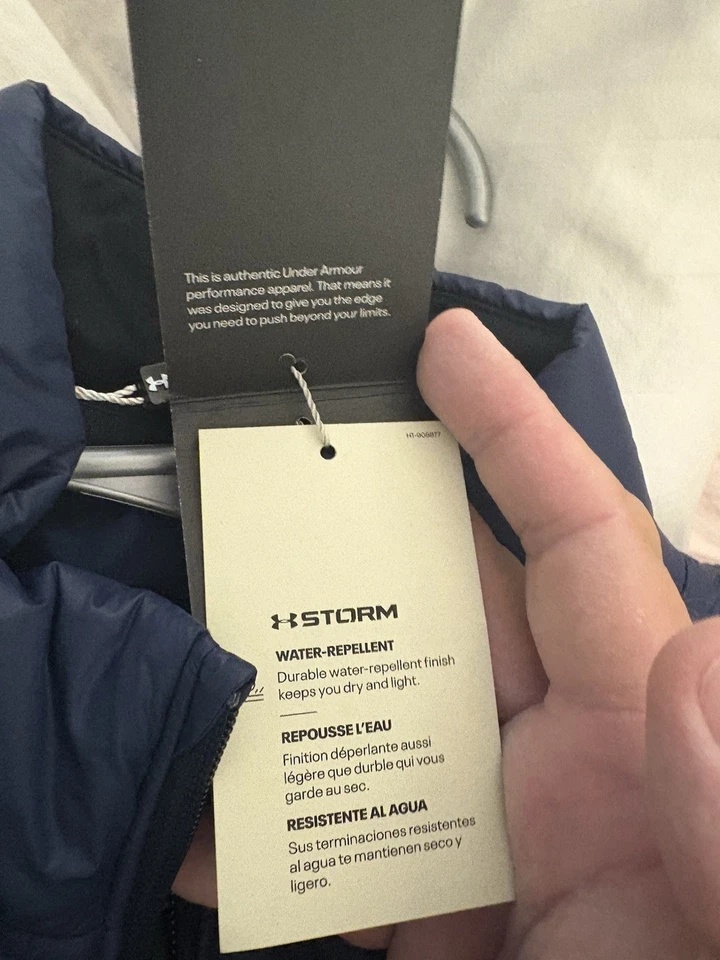 This is authentic Under Armour
performance apparel. That means it
was designed to give you the edge
you need to push beyond your limits.
STORM
WATER-REPELLENT
Durable water-repellent finish
keeps you dry and light.
REPOUSSE L'EAU
Finition déperlante aussi
légère que durble qui vous
garde au sec.
RESISTENTE AL AGUA
Sus terminaciones resistentes
al agua te mantienen seco y
ligero.